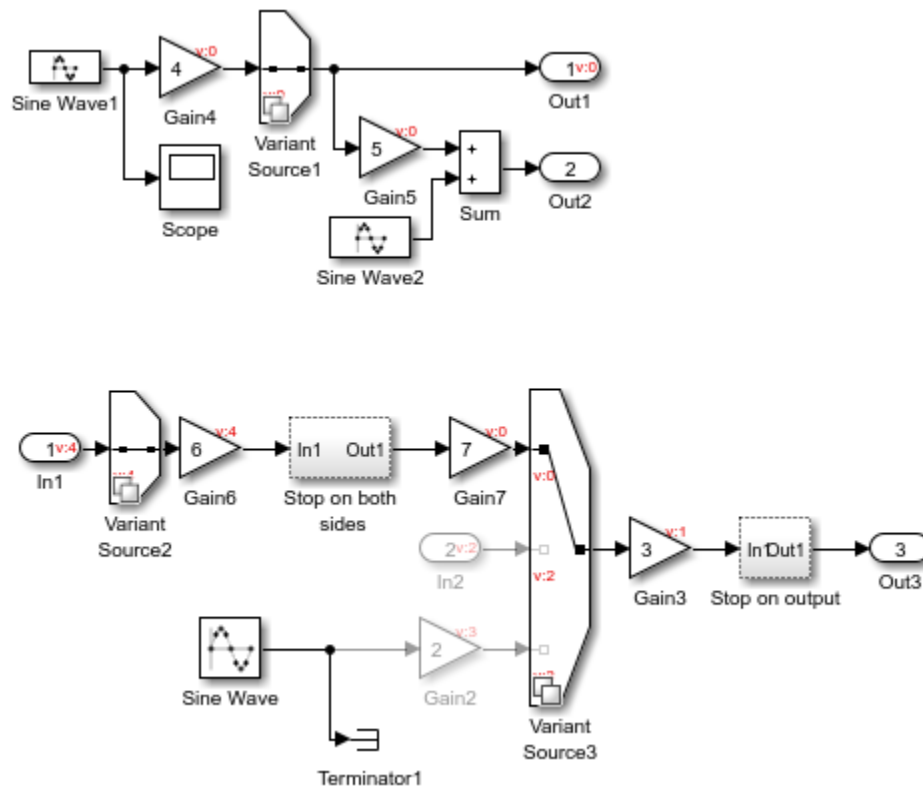 v:0
4
1 v:0
Sine Wave1
Gain4
Out1
Variant
Source1
v:0
5
+
+
2
Gain5
Sum
Out2
Scope
Sine Wave2
1 v:4
6
v:4
In1 Out1
7
v:0
In1
Gain6
Stop on both
sides
Gain7
v:0
Variant
Source2
2 v:2
3
v:1
In1 Out1
3
In2
v:2
Gain3
Stop on output
Out3
2
v:3
Sine Wave
Gain2
Variant
Source3
Terminator1